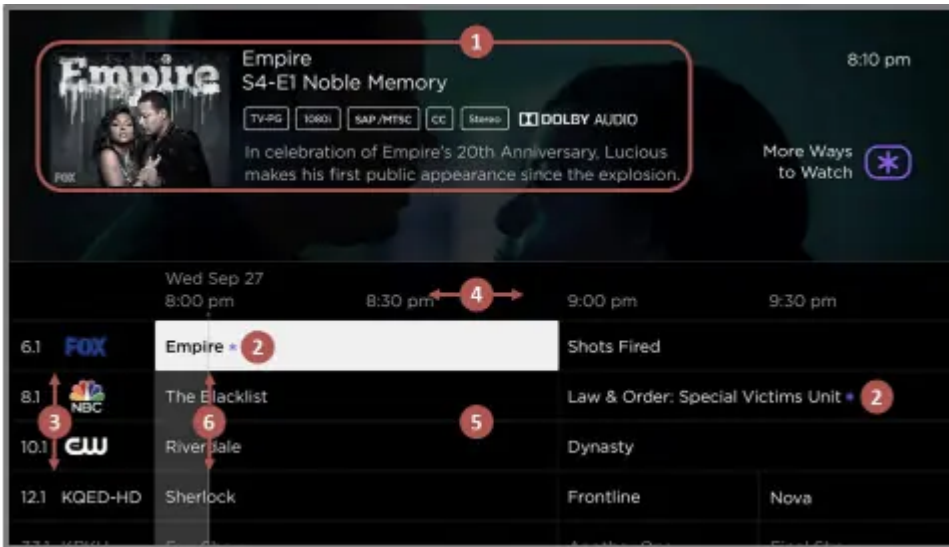 1
Empire
S4-E1 Noble Memory
8:10 pm
Empire
TV-PG 1080i SAP/MTSC CC Stereo DOLBY AUDIO
In celebration of Empire's 20th Anniversary, Lucious
makes his first public appearance since the explosion.
FOX
More Ways
to Watch *
Wed Sep 27
8:00 pm 8:30 pm 4 9:00 pm 9:30 pm
6.1 FOX Empire * 2 Shots Fired
8.1 NBC The Blacklist Law & Order: Special Victims Unit * 2
3 6 5
10.1 CW Riverdale Dynasty
12.1 KQED-HD Sherlock Frontline Nova